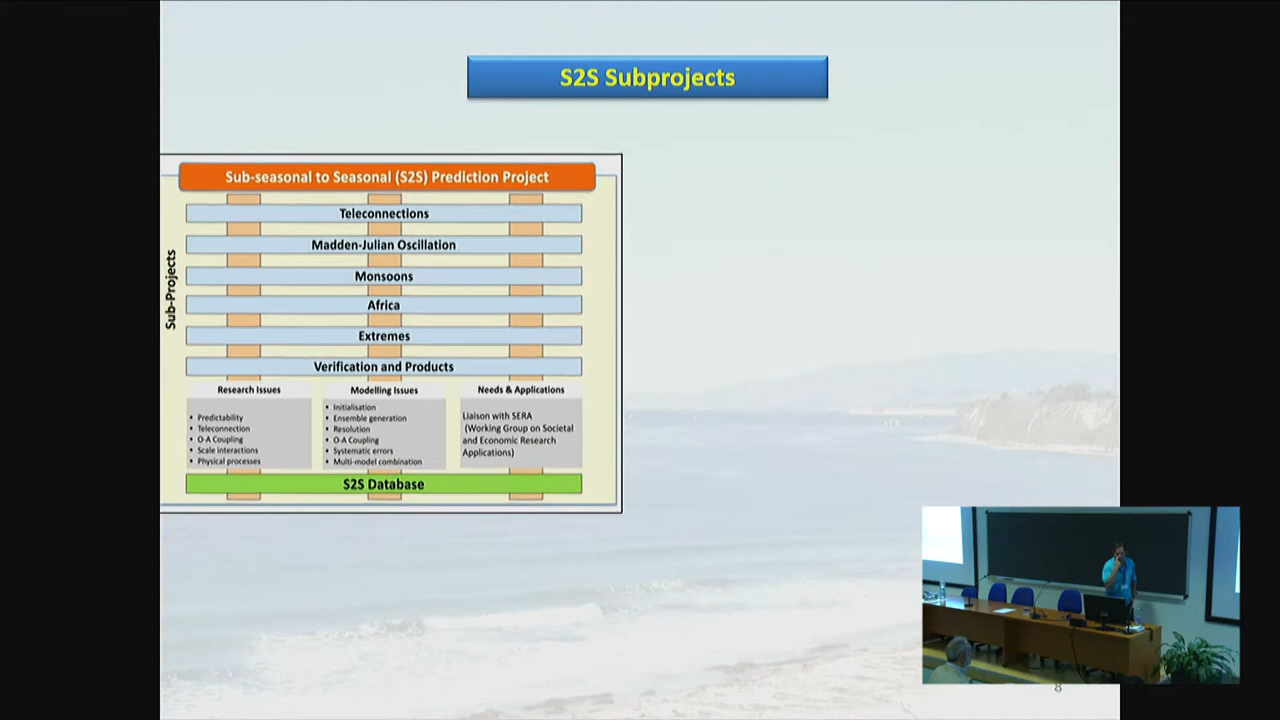 S2S Subprojects
Sub-seasonal to Seasonal (S2S) Prediction Project
Sub-Projects
Teleconnections
Madden-Julian Oscillation
Monsoons
Africa
Extremes
Verification and Products
Research Issues
• Predictability
• Teleconnection
• O-A Coupling
• Scale interactions
• Physical processes
Modelling Issues
• Initialisation
• Ensemble generation
• Resolution
• O-A Coupling
• Systematic errors
• Multi-model combination
Needs & Applications
Liaison with SERA
(Working Group on Societal
and Economic Research
Applications)
S2S Database
8